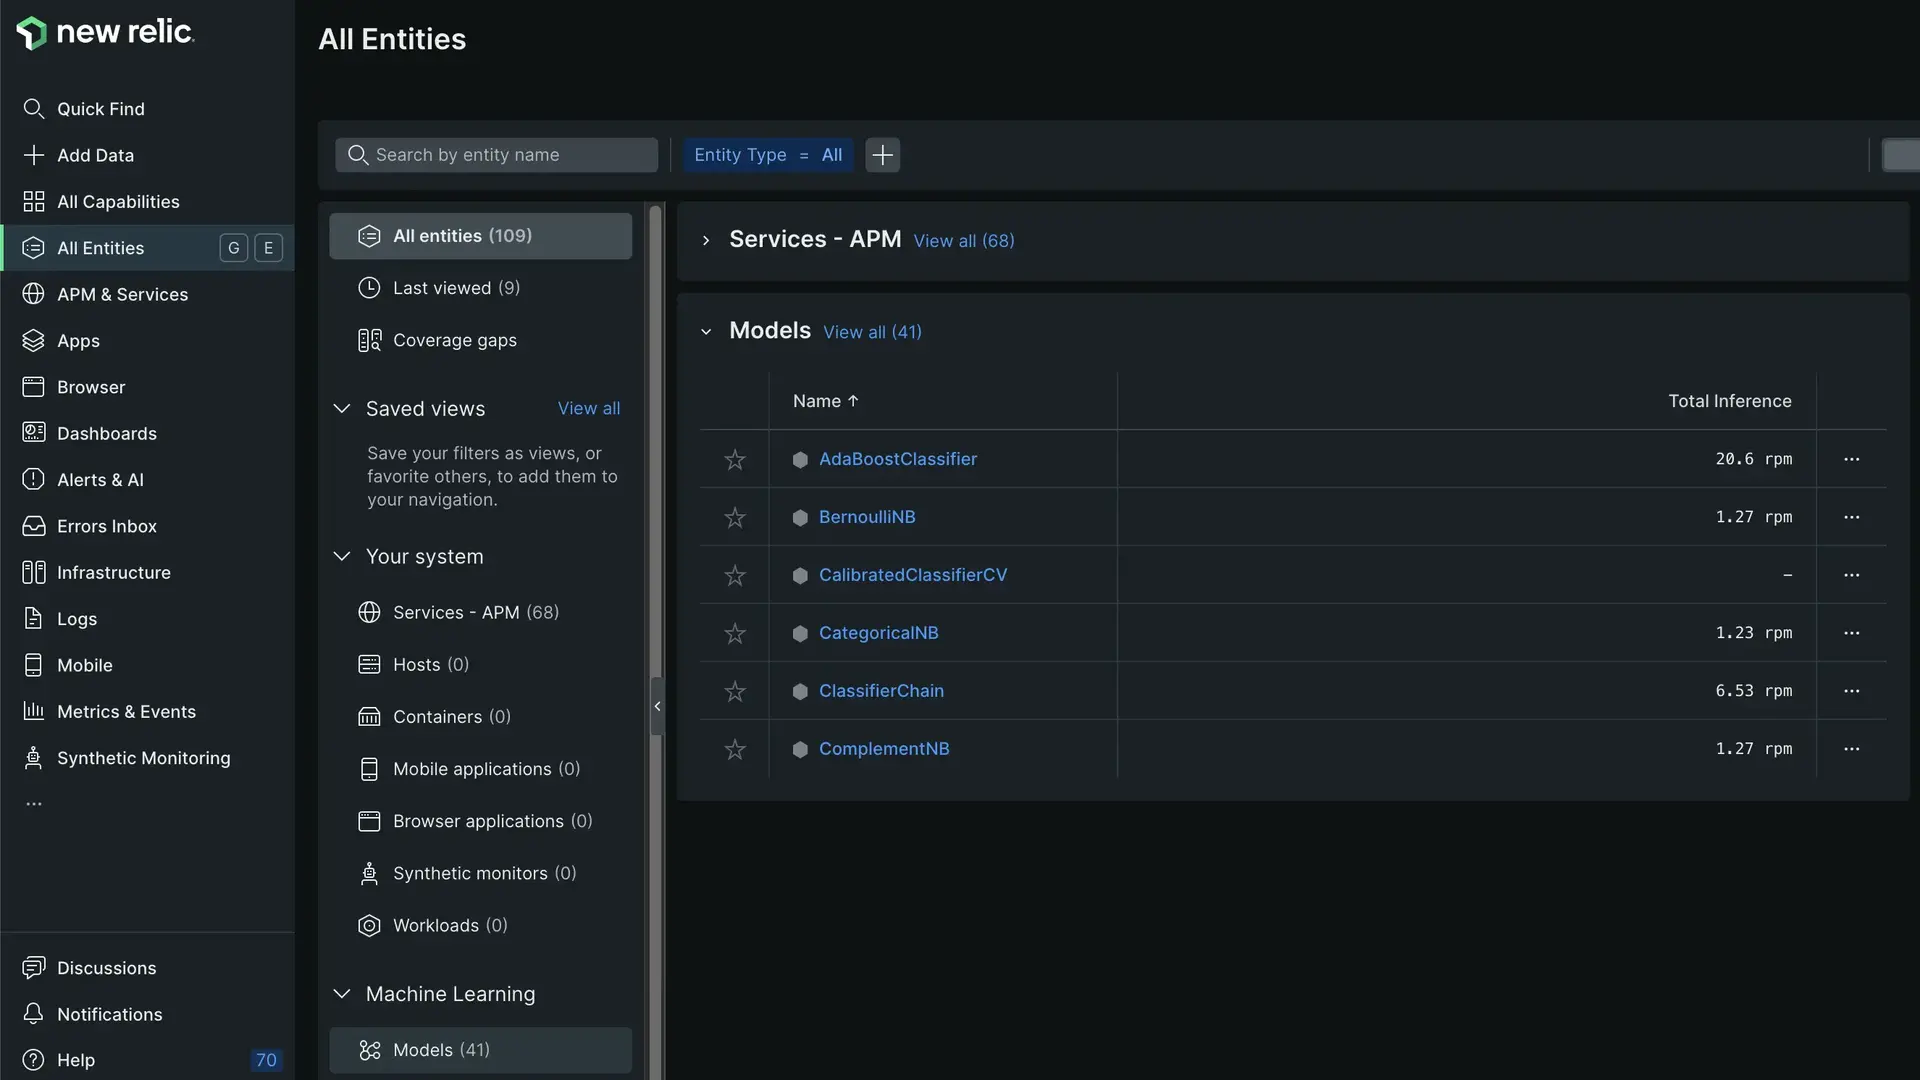 new relic.
Quick Find
Add Data
All Capabilities
All Entities G E
APM & Services
Apps
Browser
Dashboards
Alerts & AI
Errors Inbox
Infrastructure
Logs
Mobile
Metrics & Events
Synthetic Monitoring
...
Discussions
Notifications
Help 70
All Entities
Search by entity name
Entity Type = All
All entities (109)
Last viewed (9)
Coverage gaps
Saved views View all
Save your filters as views, or
favorite others, to add them to
your navigation.
Your system
Services - APM (68)
Hosts (0)
Containers (0)
Mobile applications (0)
Browser applications (0)
Synthetic monitors (0)
Workloads (0)
Machine Learning
Models (41)
Services - APM View all (68)
Models View all (41)
Name ↑ Total Inference
AdaBoostClassifier 20.6 rpm ...
BernoulliNB 1.27 rpm ...
CalibratedClassifierCV – ...
CategoricalNB 1.23 rpm ...
ClassifierChain 6.53 rpm ...
ComplementNB 1.27 rpm ...